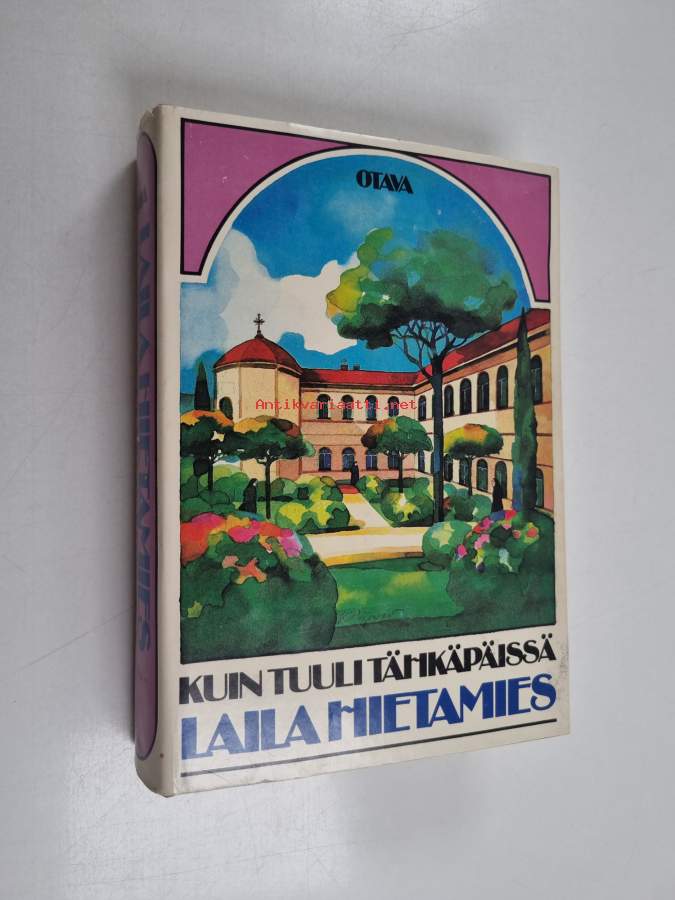 OTAVA
Antikvariaatti.net
KUIN TUULI TÄHKÄPÄISSÄ
LAILA HIETAMIES
LAILA HIETAMIES